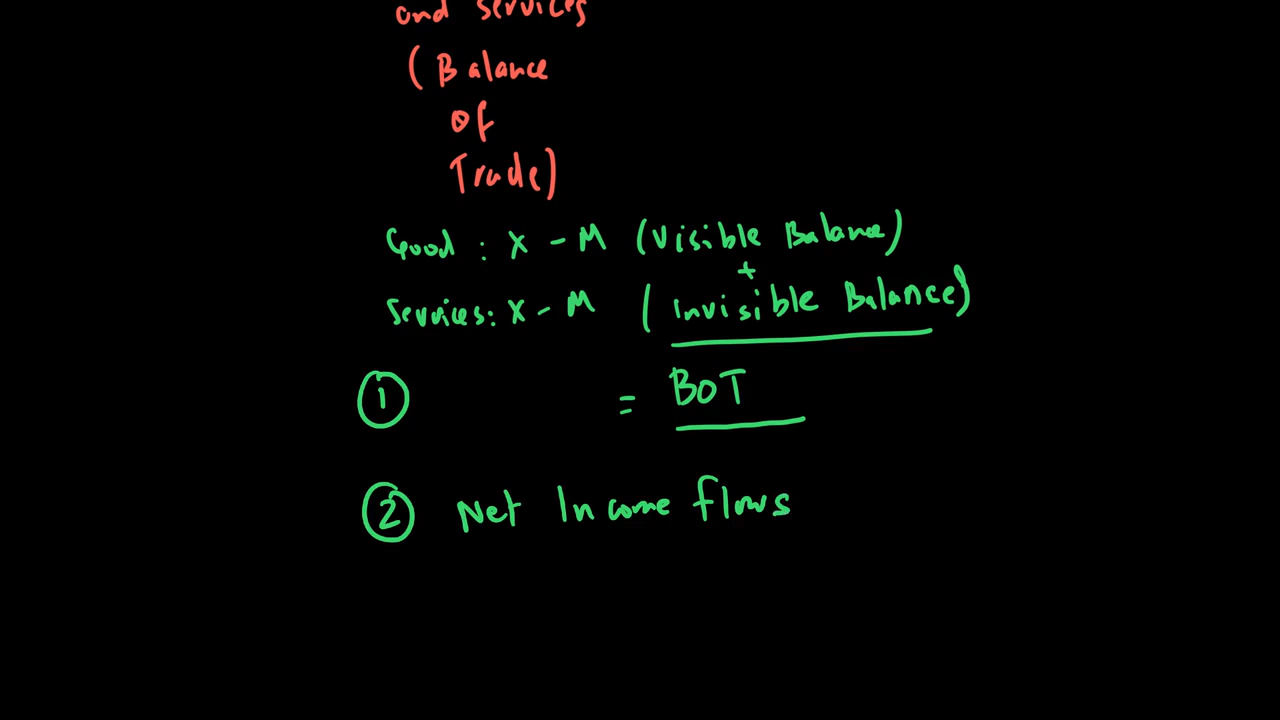 and services
(Balance
of
Trade)
Good : X - M (Visible Balance)
+
Services: X - M (Invisible Balance)
① = BOT
② Net Income flows